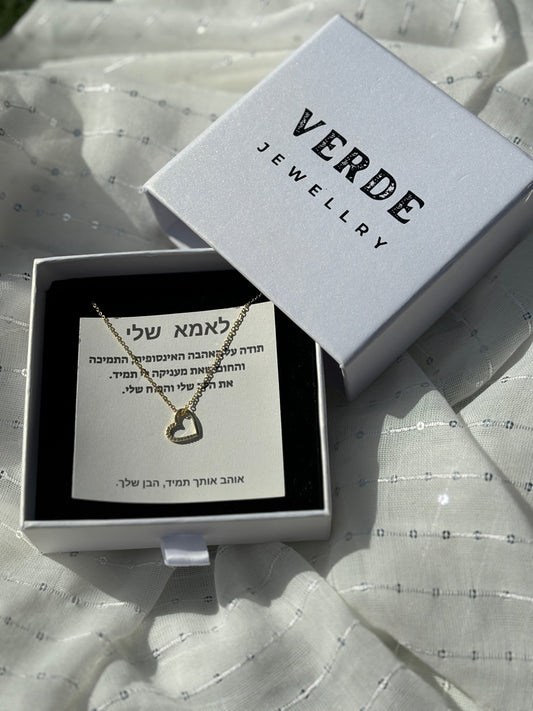 VERDE
JEWELLRY
לאמא שלי
תודה על האהבה האינסופית, התמיכה
והחום שאת מעניקה לי תמיד.
את הלב שלי והכוח שלי.
אוהב אותך תמיד, הבן שלך.